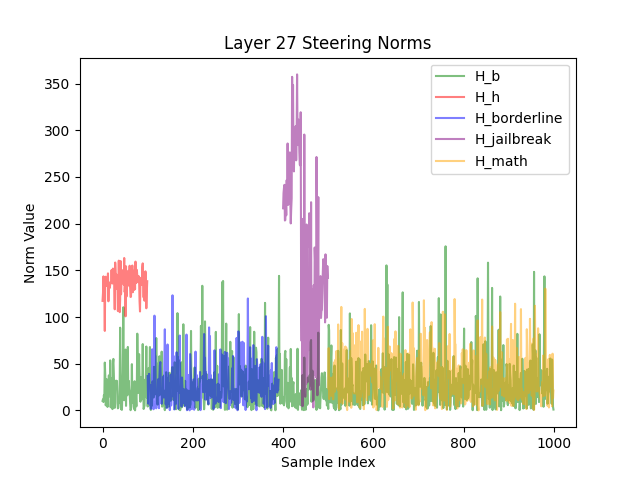 Layer 27 Steering Norms
H_b
H_h
H_borderline
H_jailbreak
H_math
Norm Value
350
300
250
200
150
100
50
0
0 200 400 600 800 1000
Sample Index